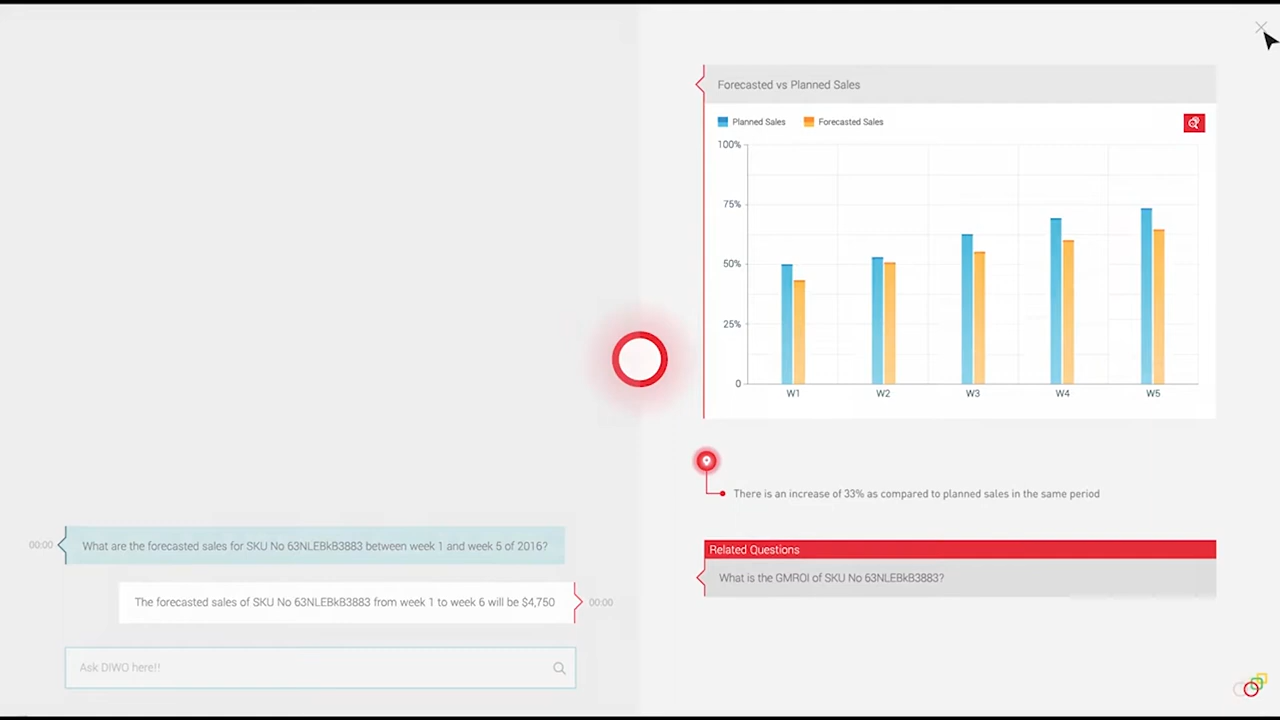 Forecasted vs Planned Sales
Planned Sales
Forecasted Sales
100%
75%
50%
25%
0
W1
W2
W3
W4
W5
There is an increase of 33% as compared to planned sales in the same period
Related Questions
What is the GMROI of SKU No 63NLEBkB3883?
00:00
What are the forecasted sales for SKU No 63NLEBkB3883 between week 1 and week 5 of 2016?
The forecasted sales of SKU No 63NLEBkB3883 from week 1 to week 6 will be $4,750
00:00
Ask DIWO here!!